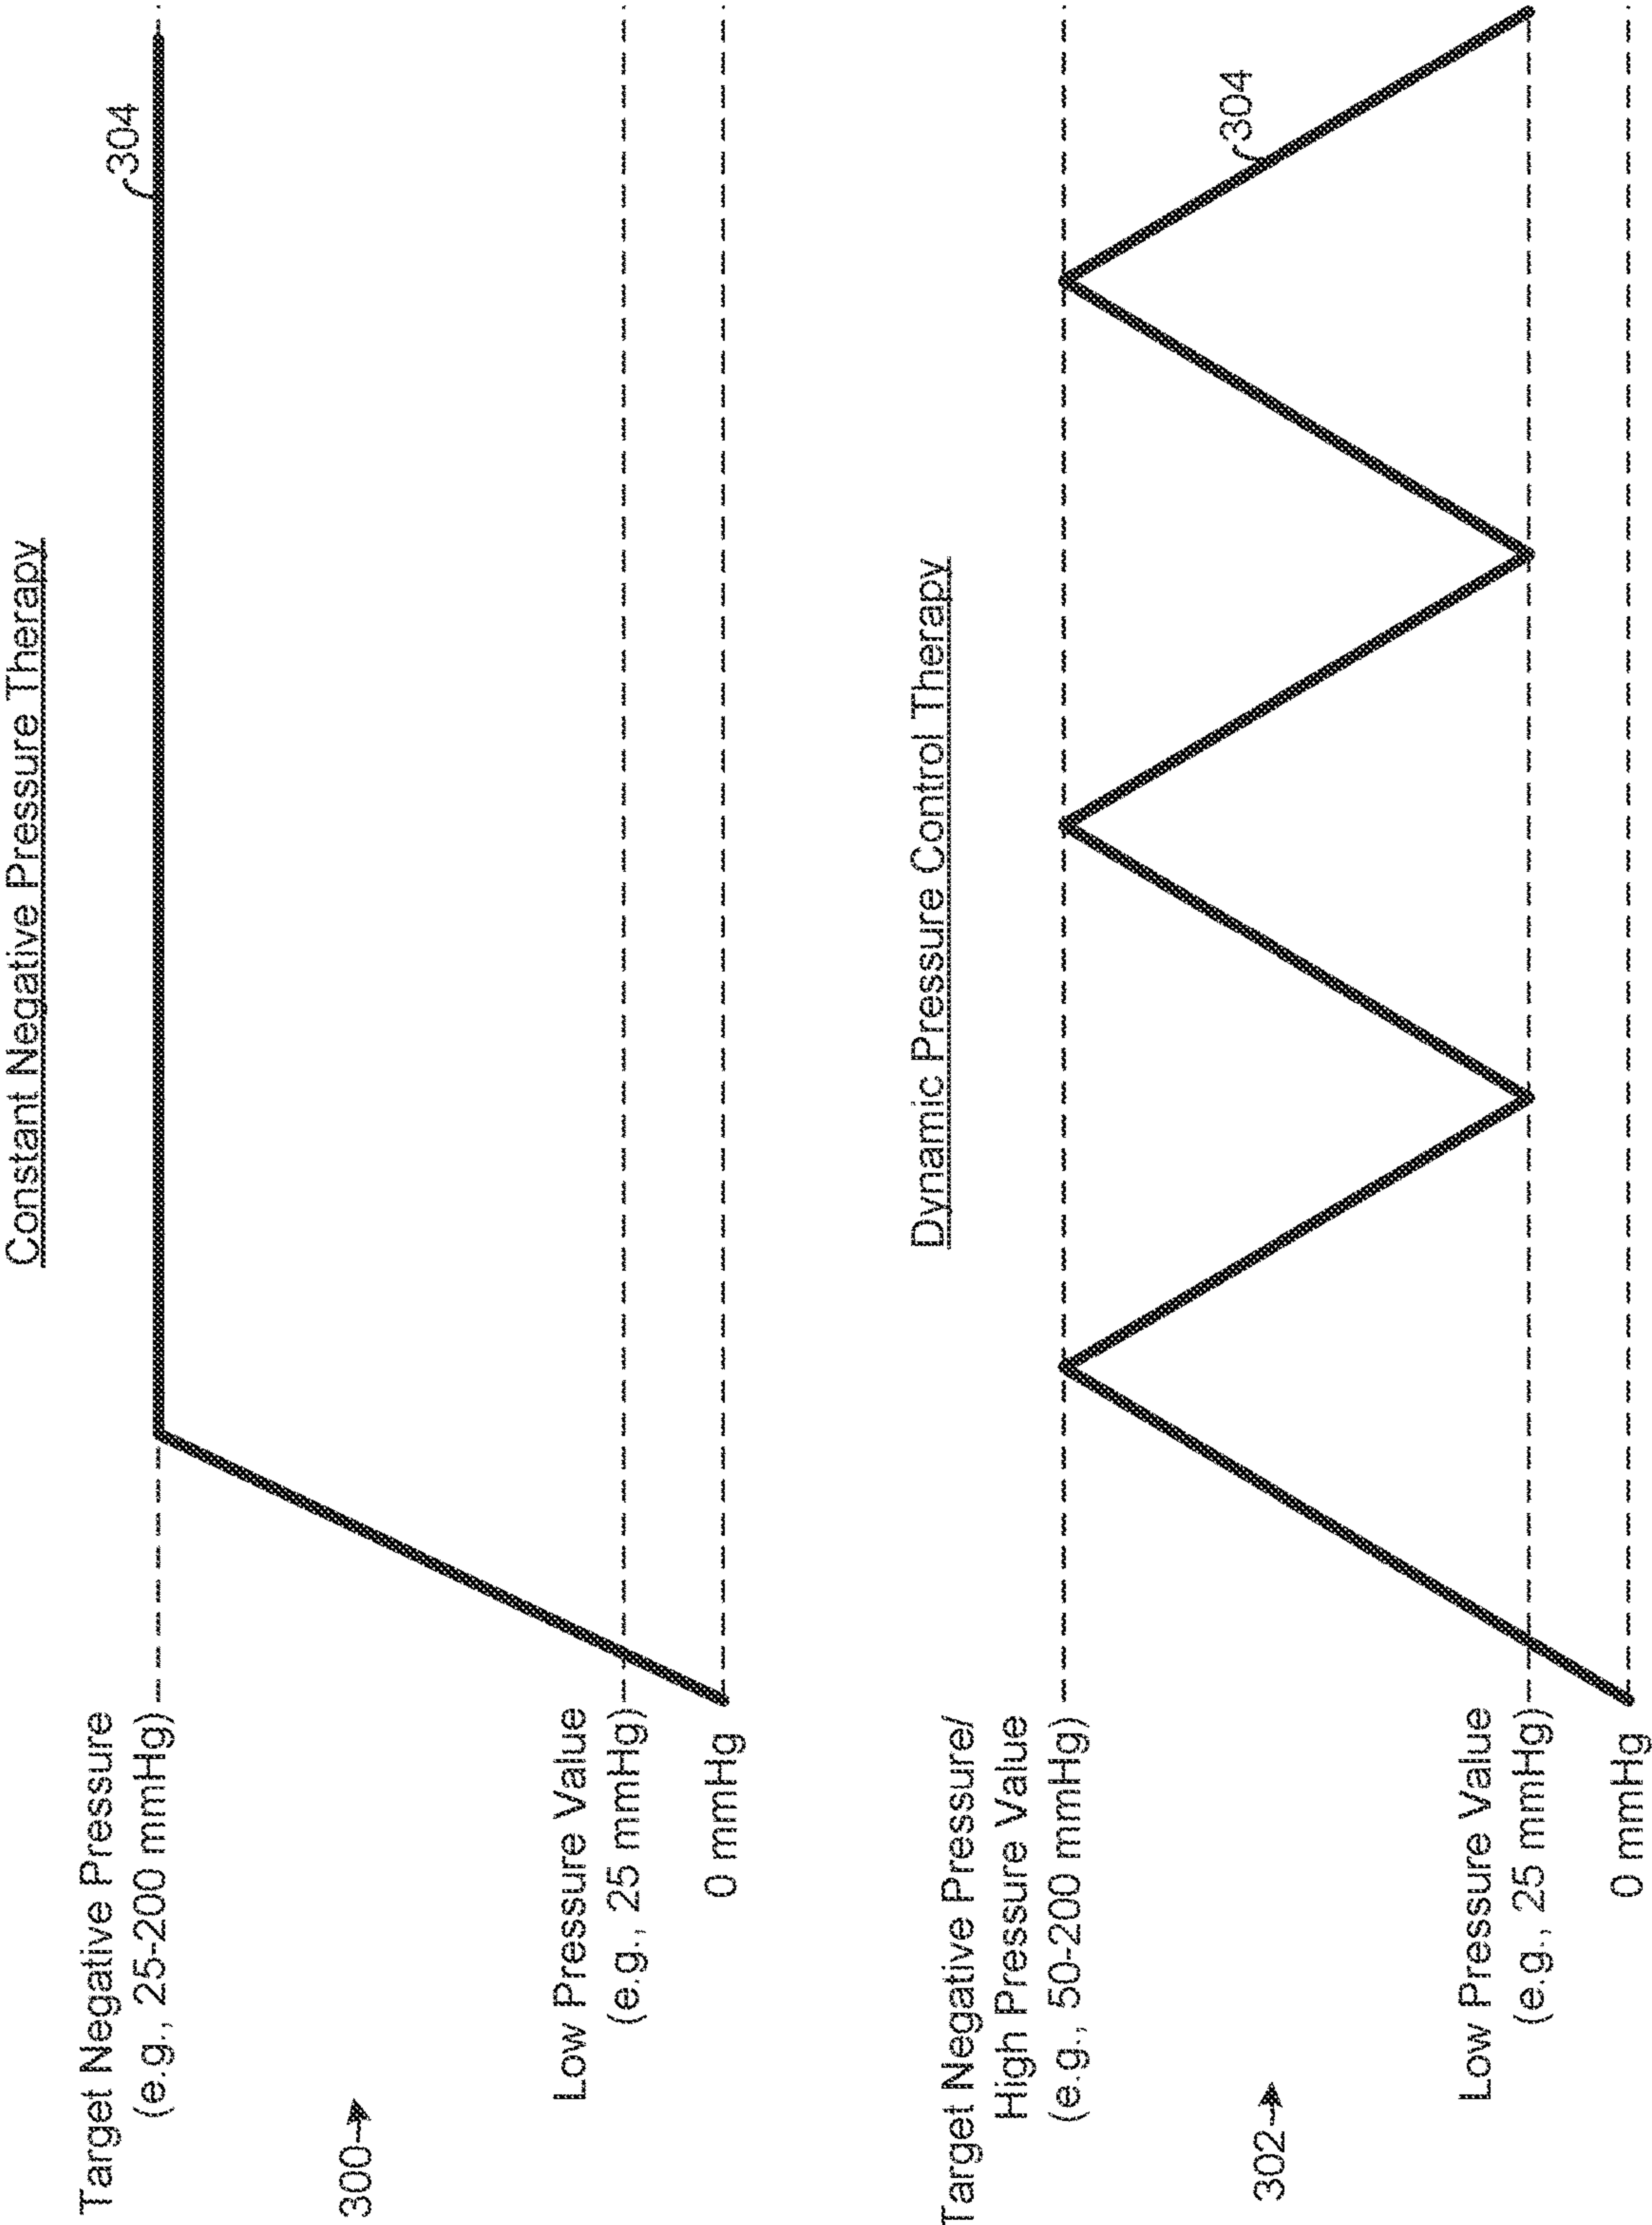 Constant Negative Pressure Therapy
Target Negative Pressure
(e.g., 25-200 mmHg)
304
300
Low Pressure Value
(e.g., 25 mmHg)
0 mmHg
Dynamic Pressure Control Therapy
Target Negative Pressure/
High Pressure Value
(e.g., 50-200 mmHg)
304
302
Low Pressure Value
(e.g., 25 mmHg)
0 mmHg